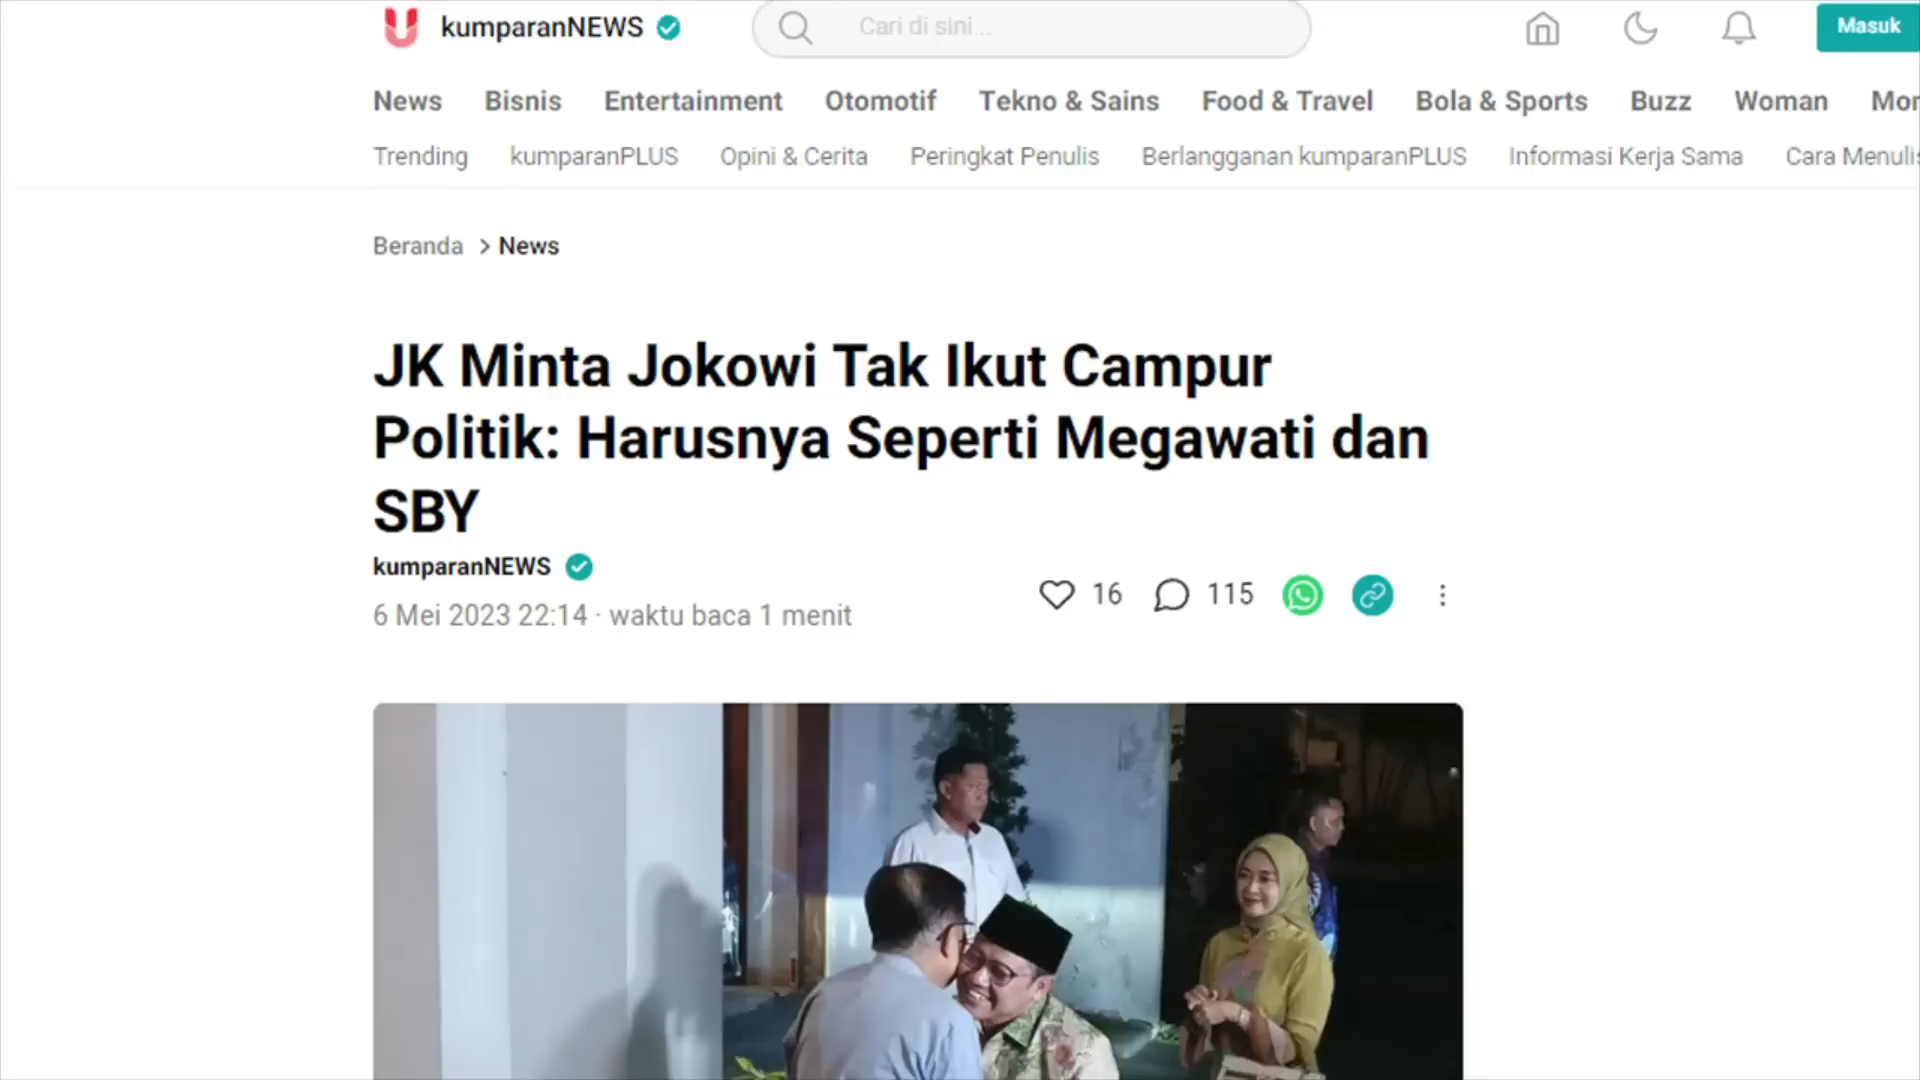 kumparanNEWS
Cari di sini...
Masuk
News Bisnis Entertainment Otomotif Tekno & Sains Food & Travel Bola & Sports Buzz Woman
Trending kumparanPLUS Opini & Cerita Peringkat Penulis Berlangganan kumparanPLUS Informasi Kerja Sama Cara
Beranda > News
JK Minta Jokowi Tak Ikut Campur
Politik: Harusnya Seperti Megawati dan
SBY
kumparanNEWS
6 Mei 2023 22:14 · waktu baca 1 menit
16 115